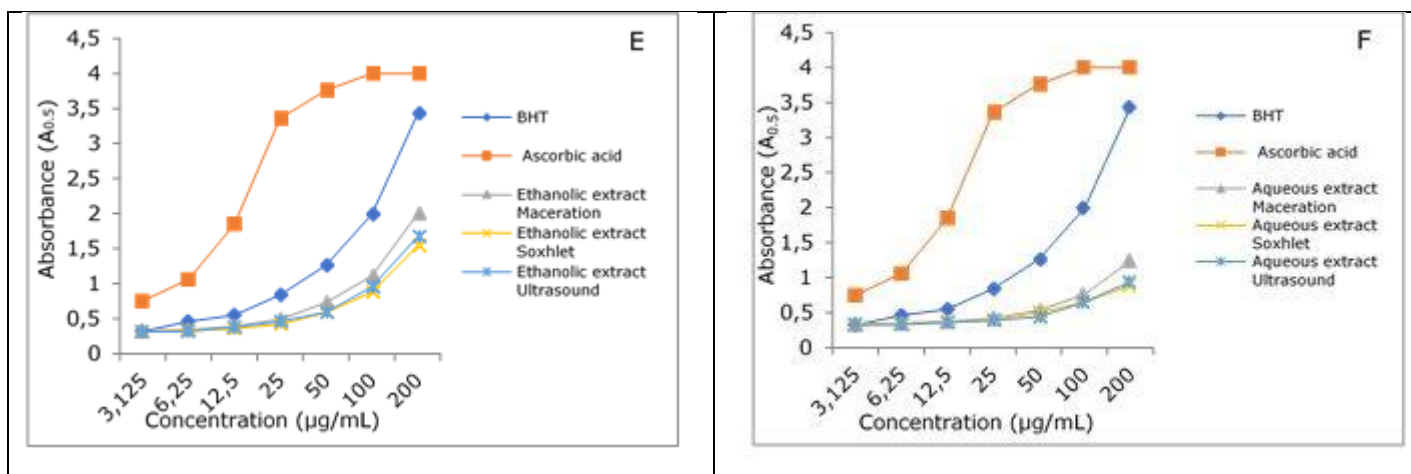 E
4,5
4
3,5
3
2,5
2
1,5
1
0,5
0
Absorbance (A0.5)
3,125
6,25
12,5
25
50
100
200
Concentration (µg/mL)
BHT
Ascorbic acid
Ethanolic extract
Maceration
Ethanolic extract
Soxhlet
Ethanolic extract
Ultrasound
F
4,5
4
3,5
3
2,5
2
1,5
1
0,5
0
Absorbance (A0.5)
3,125
6,25
12,5
25
50
100
200
Concentration (µg/mL)
BHT
Ascorbic acid
Aqueous extract
Maceration
Aqueous extract
Soxhlet
Aqueous extract
Ultrasound